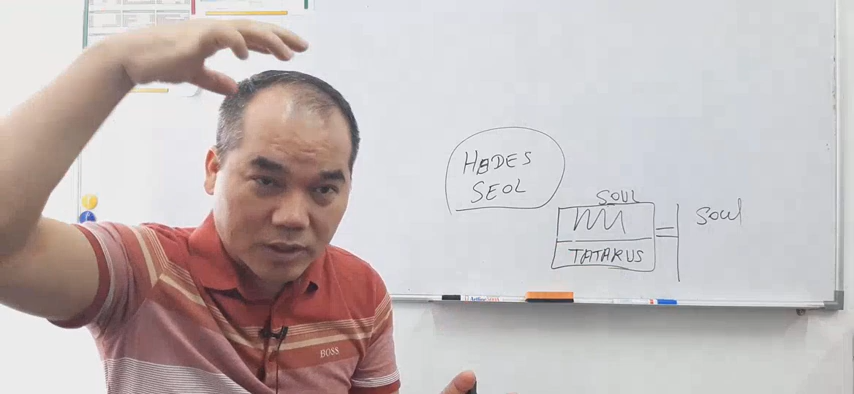 HADES
SEOL
SOUL
TATARUS
=
soul
BOSS